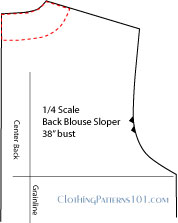 1/4 Scale
Back Blouse Sloper
38" bust
Center Back
Grainline
ClothingPatterns101.com